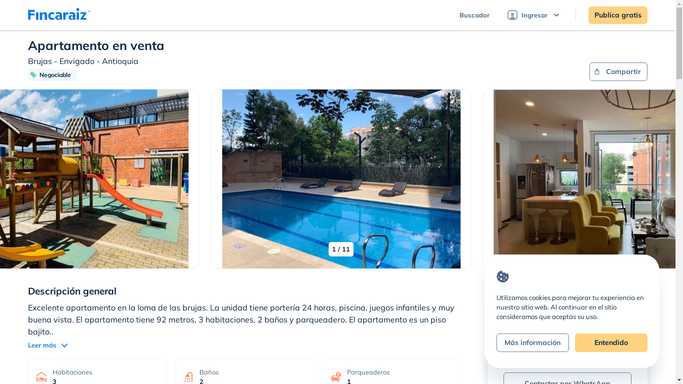 Fincaraiz
Buscador
Ingresar
Publica gratis
Apartamento en venta
Brujas - Envigado - Antioquia
Negociable
Compartir
1 / 11
Descripción general
Excelente apartamento en la loma de las brujas. La unidad tiene portería 24 horas, piscina, juegos infantiles y muy
buena vista. El apartamento tiene 92 metros, 3 habitaciones, 2 baños y parqueadero. El apartamento es un piso
bajito..
Leer más
Habitaciones
3
Baños
2
Parqueaderos
1
Utilizamos cookies para mejorar tu experiencia en
nuestro sitio web. Al continuar en el sitio
consideramos que aceptas su uso.
Más información
Entendido
Contactar por WhatsApp